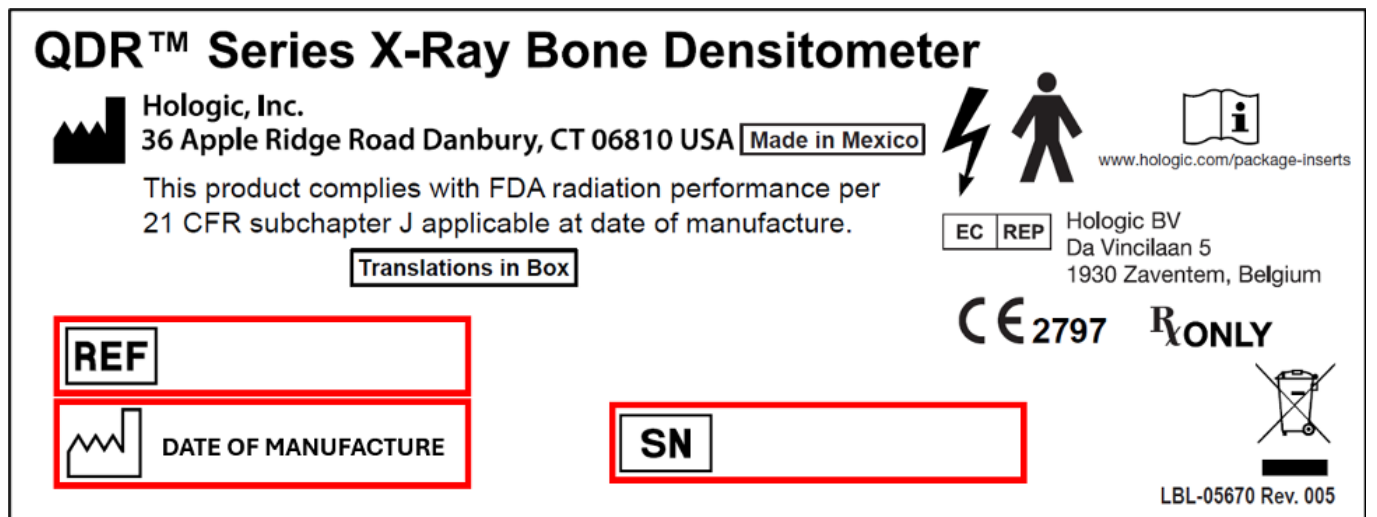 QDR™ Series X-Ray Bone Densitometer
Hologic, Inc.
36 Apple Ridge Road Danbury, CT 06810 USA Made in Mexico
This product complies with FDA radiation performance per
21 CFR subchapter J applicable at date of manufacture.
Translations in Box
i
www.hologic.com/package-inserts
EC REP
Hologic BV
Da Vincilaan 5
1930 Zaventem, Belgium
CE 2797
Rx ONLY
REF
DATE OF MANUFACTURE
SN
LBL-05670 Rev. 005